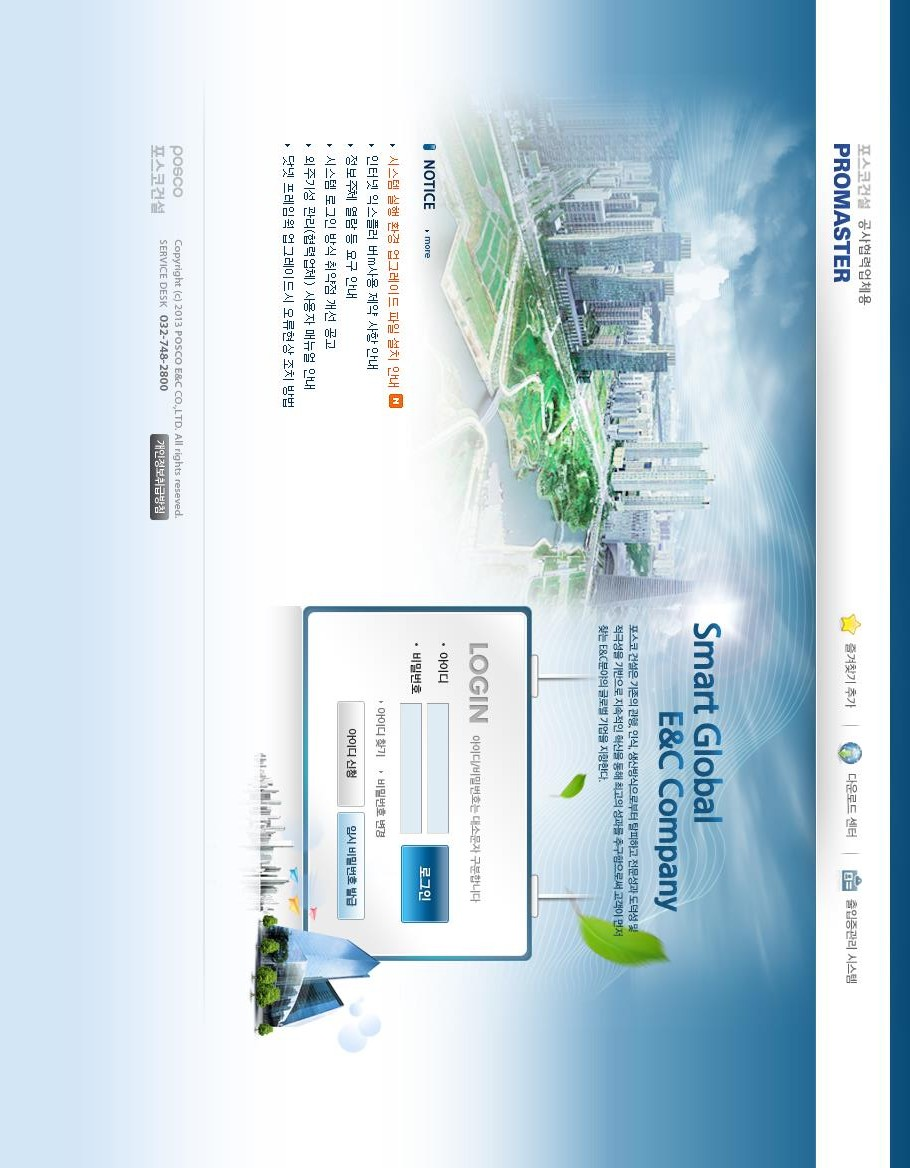 포스코건설 공사협력업체용
PROMASTER
즐겨찾기 추가
다운로드 센터
출입증관리 시스템
Smart Global
E&C Company
포스코 건설은 기존의 관행, 인식, 생산방식으로부터 탈피하고 전문성과 도덕성 및
적극성을 기반으로 지속적인 혁신을 통해 최고의 성과를 추구함으로써 고객이 먼저
찾는 E&C분야의 글로벌 기업을 지향한다.
NOTICE
more
시스템 실행 환경 업그레이드 파일 설치 안내 N
인터넷 익스플러 버m사용 제약 사항 안내
정보주체 열람 등 요구 안내
시스템 로그인 방식 취약점 개선 공고
외주기성 관리(협력업체) 사용자 매뉴얼 안내
닷넷 프레임웍 업그레이드시 오류현상 조치 방법
LOGIN 아이디/비밀번호는 대소문자 구분합니다
아이디
비밀번호
로그인
아이디 찾기
비밀번호 변경
아이디 신청
임시 비밀번호 발급
posco
포스코건설
Copyright (c) 2013 POSCO E&C CO.,LTD. All rights reseved.
SERVICE DESK 032-748-2800
개인정보취급방침